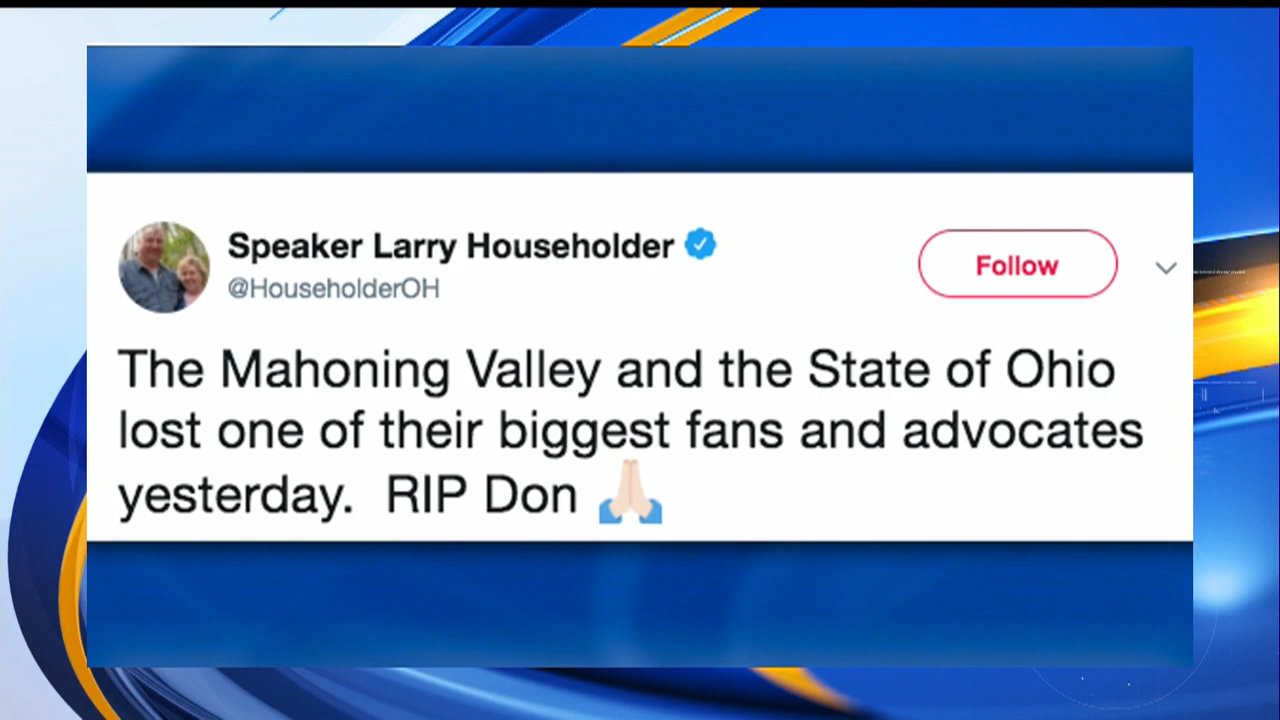 Speaker Larry Householder
@HouseholderOH
Follow
The Mahoning Valley and the State of Ohio
lost one of their biggest fans and advocates
yesterday.  RIP Don 🙏🏻